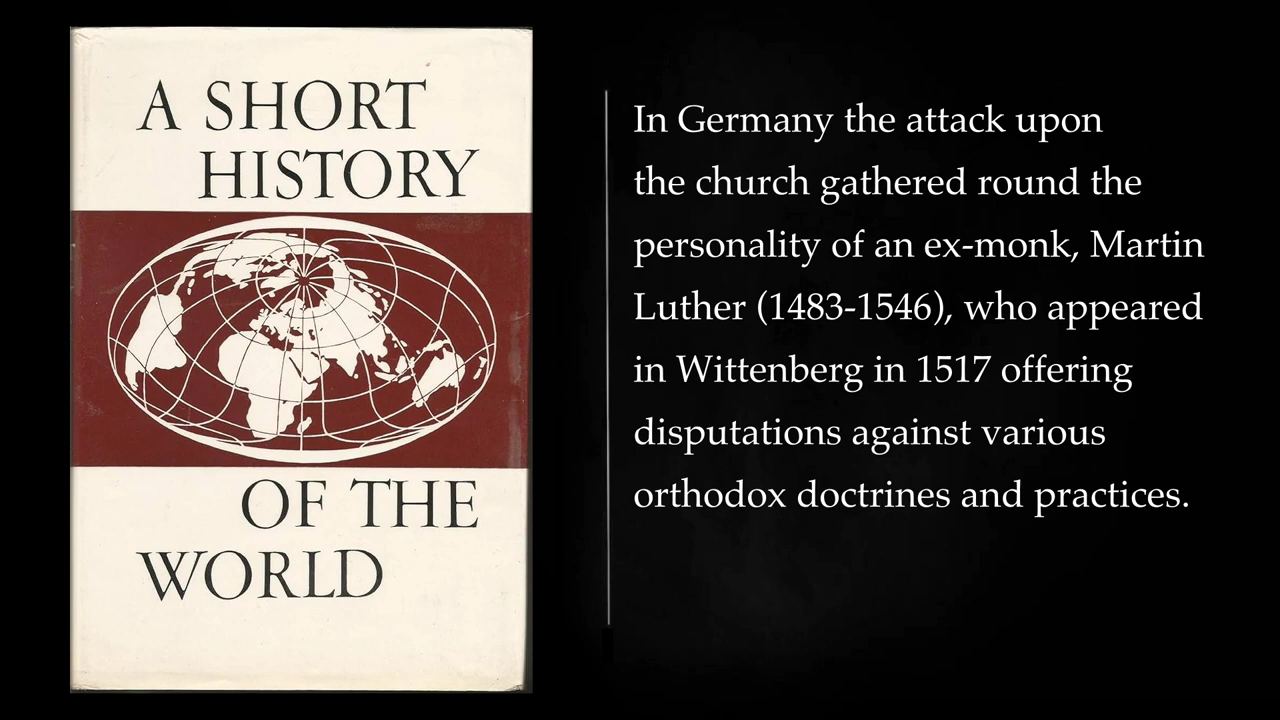 A SHORT
HISTORY
OF THE
WORLD
In Germany the attack upon
the church gathered round the
personality of an ex-monk, Martin
Luther (1483-1546), who appeared
in Wittenberg in 1517 offering
disputations against various
orthodox doctrines and practices.